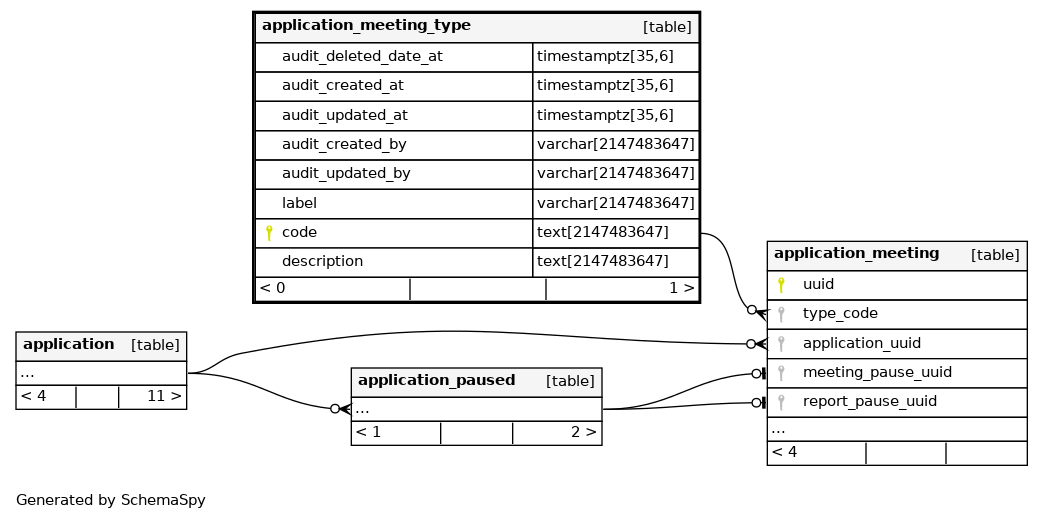 application_meeting_type [table]
audit_deleted_date_at timestamptz[35,6]
audit_created_at timestamptz[35,6]
audit_updated_at timestamptz[35,6]
audit_created_by varchar[2147483647]
audit_updated_by varchar[2147483647]
label varchar[2147483647]
code text[2147483647]
description text[2147483647]
< 0 1 >
application_meeting [table]
uuid
type_code
application_uuid
meeting_pause_uuid
report_pause_uuid
...
< 4
application [table]
...
< 4 11 >
application_paused [table]
...
< 1 2 >
Generated by SchemaSpy